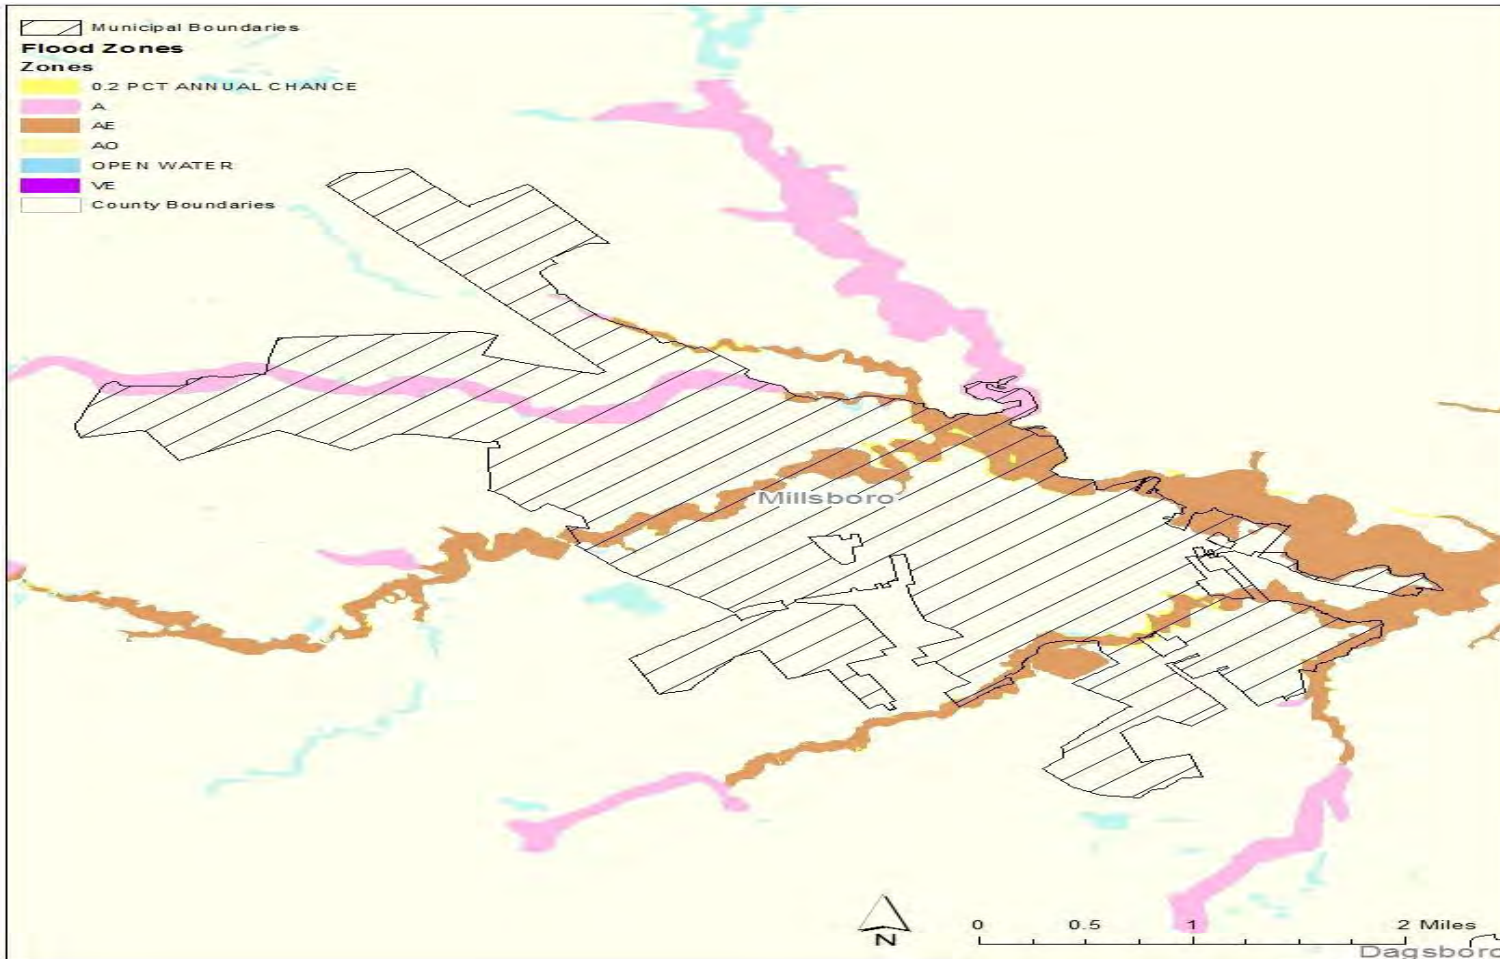 Municipal Boundaries
Flood Zones
Zones
0.2 PCT ANNUAL CHANCE
A
AE
AO
OPEN WATER
VE
County Boundaries
Millsboro
N
0 0.5 1 2 Miles
Dagsboro